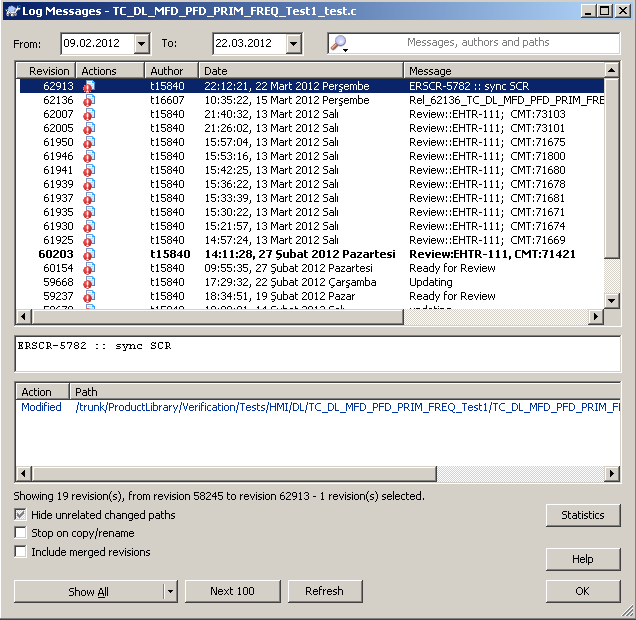 Log Messages - TC_DL_MFD_PFD_PRIM_FREQ_Test1_test.c
From: 09.02.2012 To: 22.03.2012 Messages, authors and paths
Revision Actions Author Date Message
62913 t15840 22:12:21, 22 Mart 2012 Perşembe ERSCR-5782 :: sync SCR
62136 t16607 10:35:22, 15 Mart 2012 Perşembe Rel_62136_TC_DL_MFD_PFD_PRIM_FRE
62007 t15840 21:40:32, 13 Mart 2012 Salı Review::EHTR-111; CMT:73103
62005 t15840 21:26:02, 13 Mart 2012 Salı Review::EHTR-111; CMT:73101
61950 t15840 15:57:04, 13 Mart 2012 Salı Review::EHTR-111; CMT:71675
61946 t15840 15:53:16, 13 Mart 2012 Salı Review::EHTR-111; CMT:71800
61941 t15840 15:42:25, 13 Mart 2012 Salı Review::EHTR-111; CMT:71680
61939 t15840 15:36:22, 13 Mart 2012 Salı Review::EHTR-111; CMT:71678
61937 t15840 15:33:39, 13 Mart 2012 Salı Review::EHTR-111; CMT:71681
61935 t15840 15:30:22, 13 Mart 2012 Salı Review::EHTR-111; CMT:71671
61930 t15840 15:21:57, 13 Mart 2012 Salı Review::EHTR-111; CMT:71674
61925 t15840 14:57:24, 13 Mart 2012 Salı Review::EHTR-111; CMT:71669
60203 t15840 14:11:28, 27 Şubat 2012 Pazartesi Review:EHTR-111, CMT:71421
60154 t15840 09:55:35, 27 Şubat 2012 Pazartesi Ready for Review
59668 t15840 17:29:32, 22 Şubat 2012 Çarşamba Updating
59237 t15840 18:34:51, 19 Şubat 2012 Pazar Ready for Review
ERSCR-5782 :: sync SCR
Action Path
Modified /trunk/ProductLibrary/Verification/Tests/HMI/DL/TC_DL_MFD_PFD_PRIM_FREQ_Test1/TC_DL_MFD_PFD_PRIM_F
Showing 19 revision(s), from revision 58245 to revision 62913 - 1 revision(s) selected.
Hide unrelated changed paths
Statistics
Stop on copy/rename
Include merged revisions
Help
Show All Next 100 Refresh OK